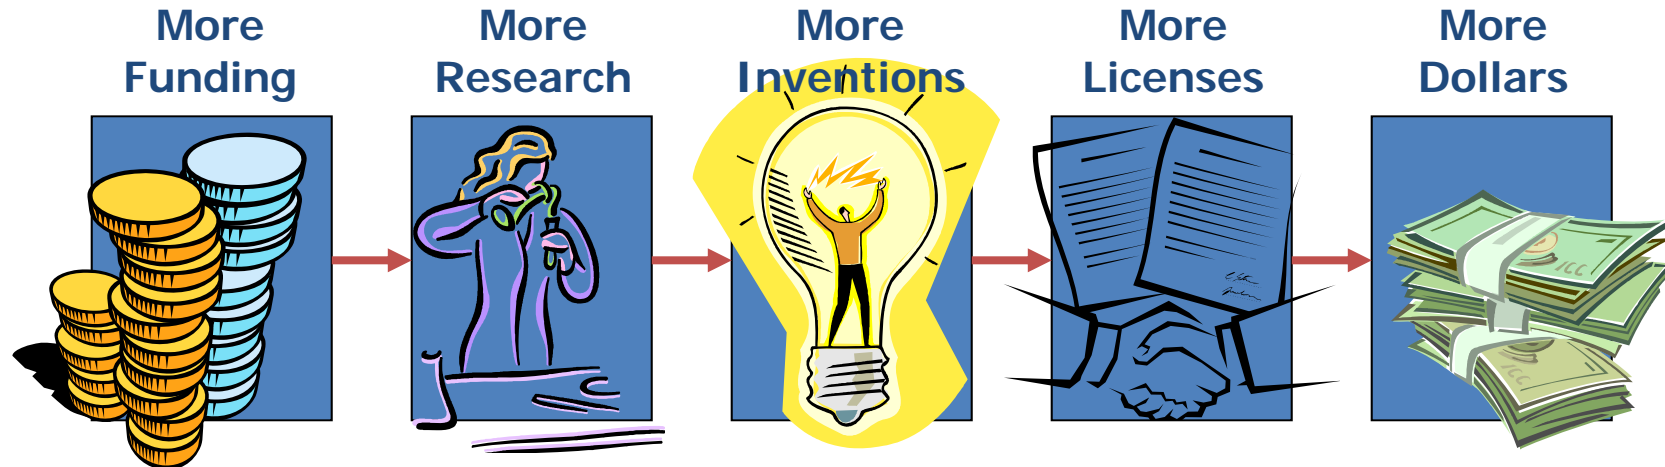 More
Funding
More
Research
More
Inventions
More
Licenses
More
Dollars